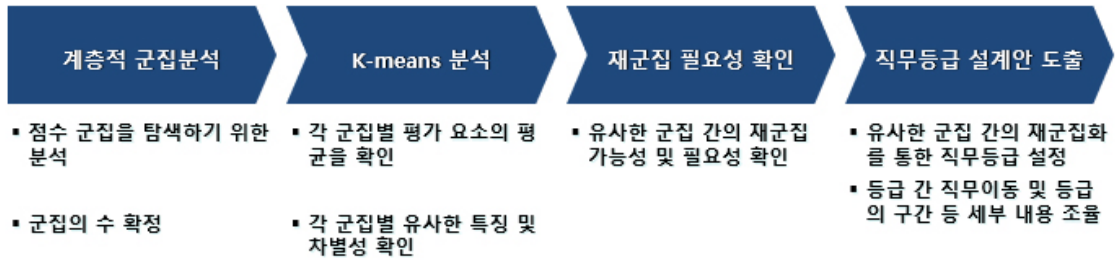 계층적 군집분석
K-means 분석
재군집 필요성 확인
직무등급 설계안 도출
▪ 점수 군집을 탐색하기 위한
분석
▪ 군집의 수 확정
▪ 각 군집별 평가 요소의 평
균을 확인
▪ 각 군집별 유사한 특징 및
차별성 확인
▪ 유사한 군집 간의 재군집
가능성 및 필요성 확인
▪ 유사한 군집 간의 재군집화
를 통한 직무등급 설정
▪ 등급 간 직무이동 및 등급
의 구간 등 세부 내용 조율